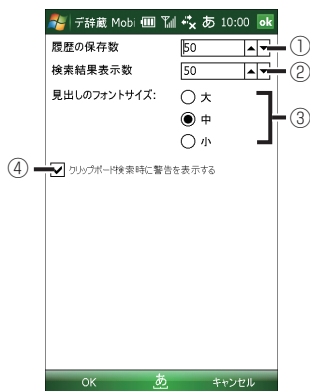 デ辞蔵 Mobi あ 10:00 ok
履歴の保存数 50 ①
検索結果表示数 50 ②
見出しのフォントサイズ: 大
中 ③
小
④ クリップボード検索時に警告を表示する
OK あ キャンセル